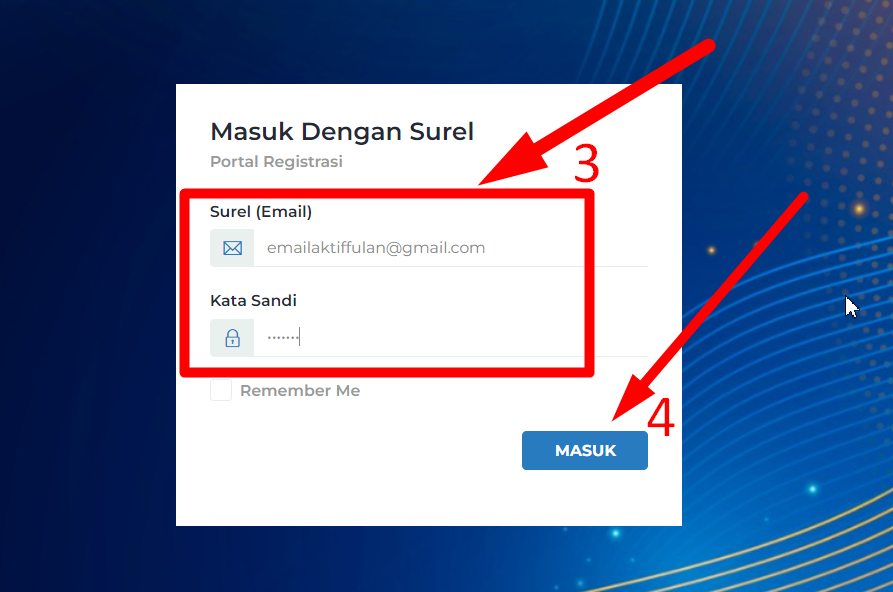 Masuk Dengan Surel
Portal Registrasi
3
Surel (Email)
emailaktiffulan@gmail.com
Kata Sandi
·······
Remember Me
4
MASUK